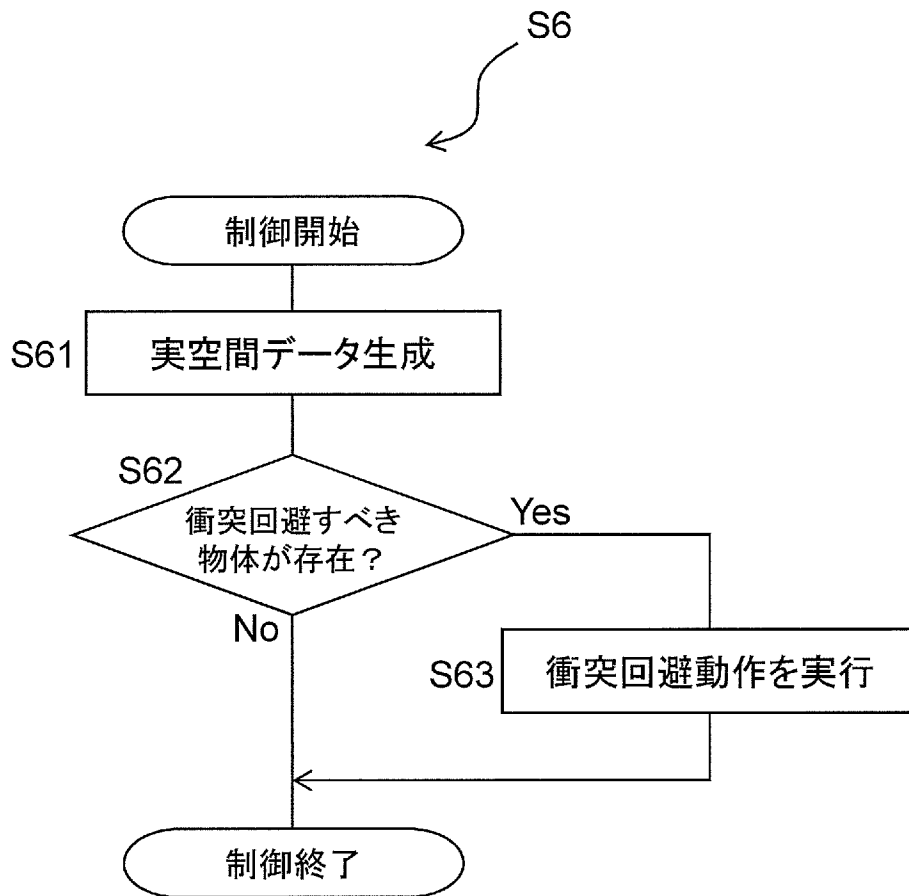 S6
制御開始
S61
実空間データ生成
S62
衝突回避すべき
物体が存在?
Yes
No
S63
衝突回避動作を実行
制御終了